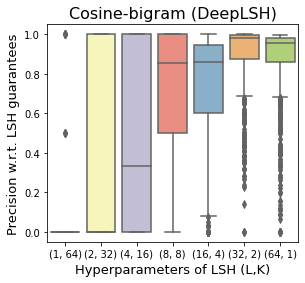 Cosine-bigram (DeepLSH)
Precision w.r.t. LSH guarantees
1.0
0.8
0.6
0.4
0.2
0.0
(1, 64) (2, 32) (4, 16) (8, 8) (16, 4) (32, 2) (64, 1)
Hyperparameters of LSH (L,K)